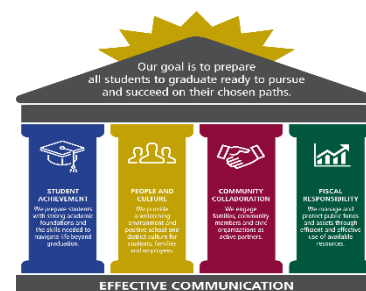 Our goal is to prepare
all students to graduate ready to pursue
and succeed on their chosen paths.
STUDENT
ACHIEVEMENT
We prepare students
with strong academic
foundations and
the skills needed to
navigate life beyond
graduation.
PEOPLE AND
CULTURE
We provide
a welcoming
environment and
positive school and
district culture for
students, families
and employees.
COMMUNITY
COLLABORATION
We engage
families, community
members and civic
organizations as
active partners.
FISCAL
RESPONSIBILITY
We manage and
protect public funds
and assets through
efficient and effective
use of available
resources.
EFFECTIVE COMMUNICATION